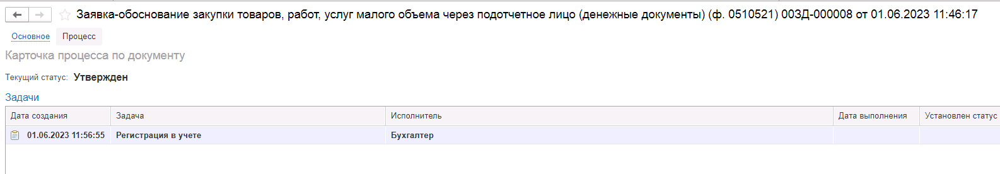 Заявка-обоснование закупки товаров, работ, услуг малого объема через подотчетное лицо (денежные документы) (ф. 0510521) 00ЗД-000008 от 01.06.2023 11:46:17
Основное Процесс
Карточка процесса по документу
Текущий статус: Утвержден
Задачи
Дата создания Задача Исполнитель Дата выполнения Установлен статус
01.06.2023 11:56:55 Регистрация в учете Бухгалтер